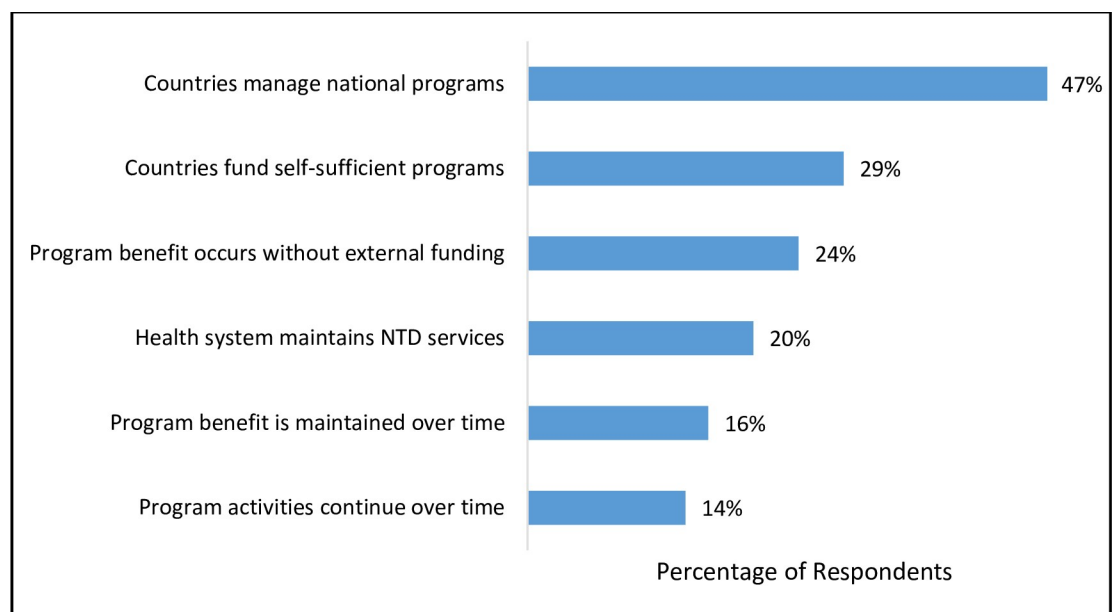 Countries manage national programs 47%
Countries fund self-sufficient programs 29%
Program benefit occurs without external funding 24%
Health system maintains NTD services 20%
Program benefit is maintained over time 16%
Program activities continue over time 14%
Percentage of Respondents